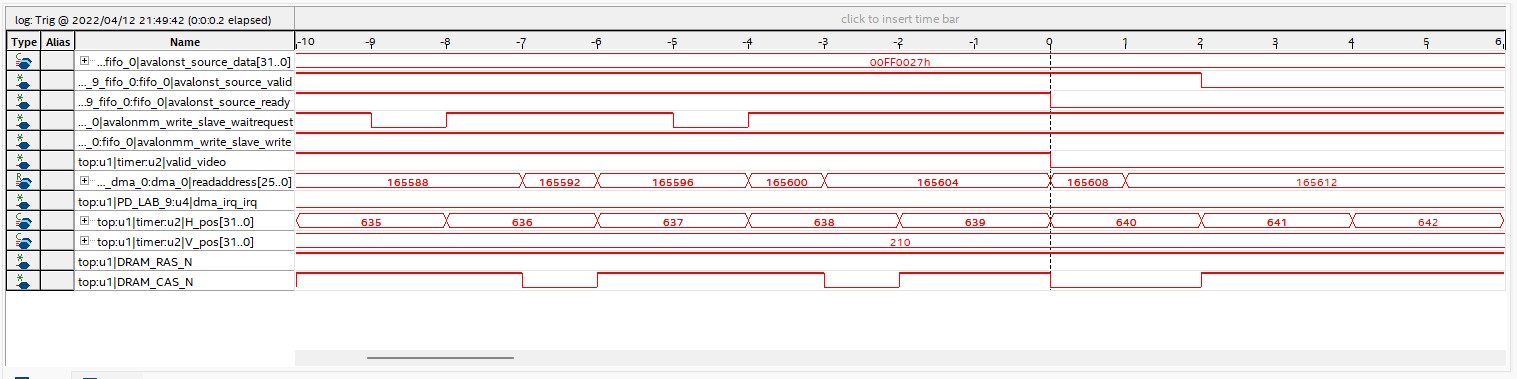 log: Trig @ 2022/04/12 21:49:42 (0:0:0.2 elapsed) click to insert time bar
Type Alias Name -10 -9 -8 -7 -6 -5 -4 -3 -2 -1 0 1 2 3 4 5 6
...fifo_0|avalonst_source_data[31..0] 00FF0027h
..._9_fifo_0:fifo_0|avalonst_source_valid
...9_fifo_0:fifo_0|avalonst_source_ready
..._0|avalonmm_write_slave_waitrequest
..._0:fifo_0|avalonmm_write_slave_write
top:u1|timer:u2|valid_video
..._dma_0:dma_0|readaddress[25..0] 165588 165592 165596 165600 165604 165608 165612
top:u1|PD_LAB_9:u4|dma_irq_irq
top:u1|timer:u2|H_pos[31..0] 635 636 637 638 639 640 641 642
top:u1|timer:u2|V_pos[31..0] 210
top:u1|DRAM_RAS_N
top:u1|DRAM_CAS_N